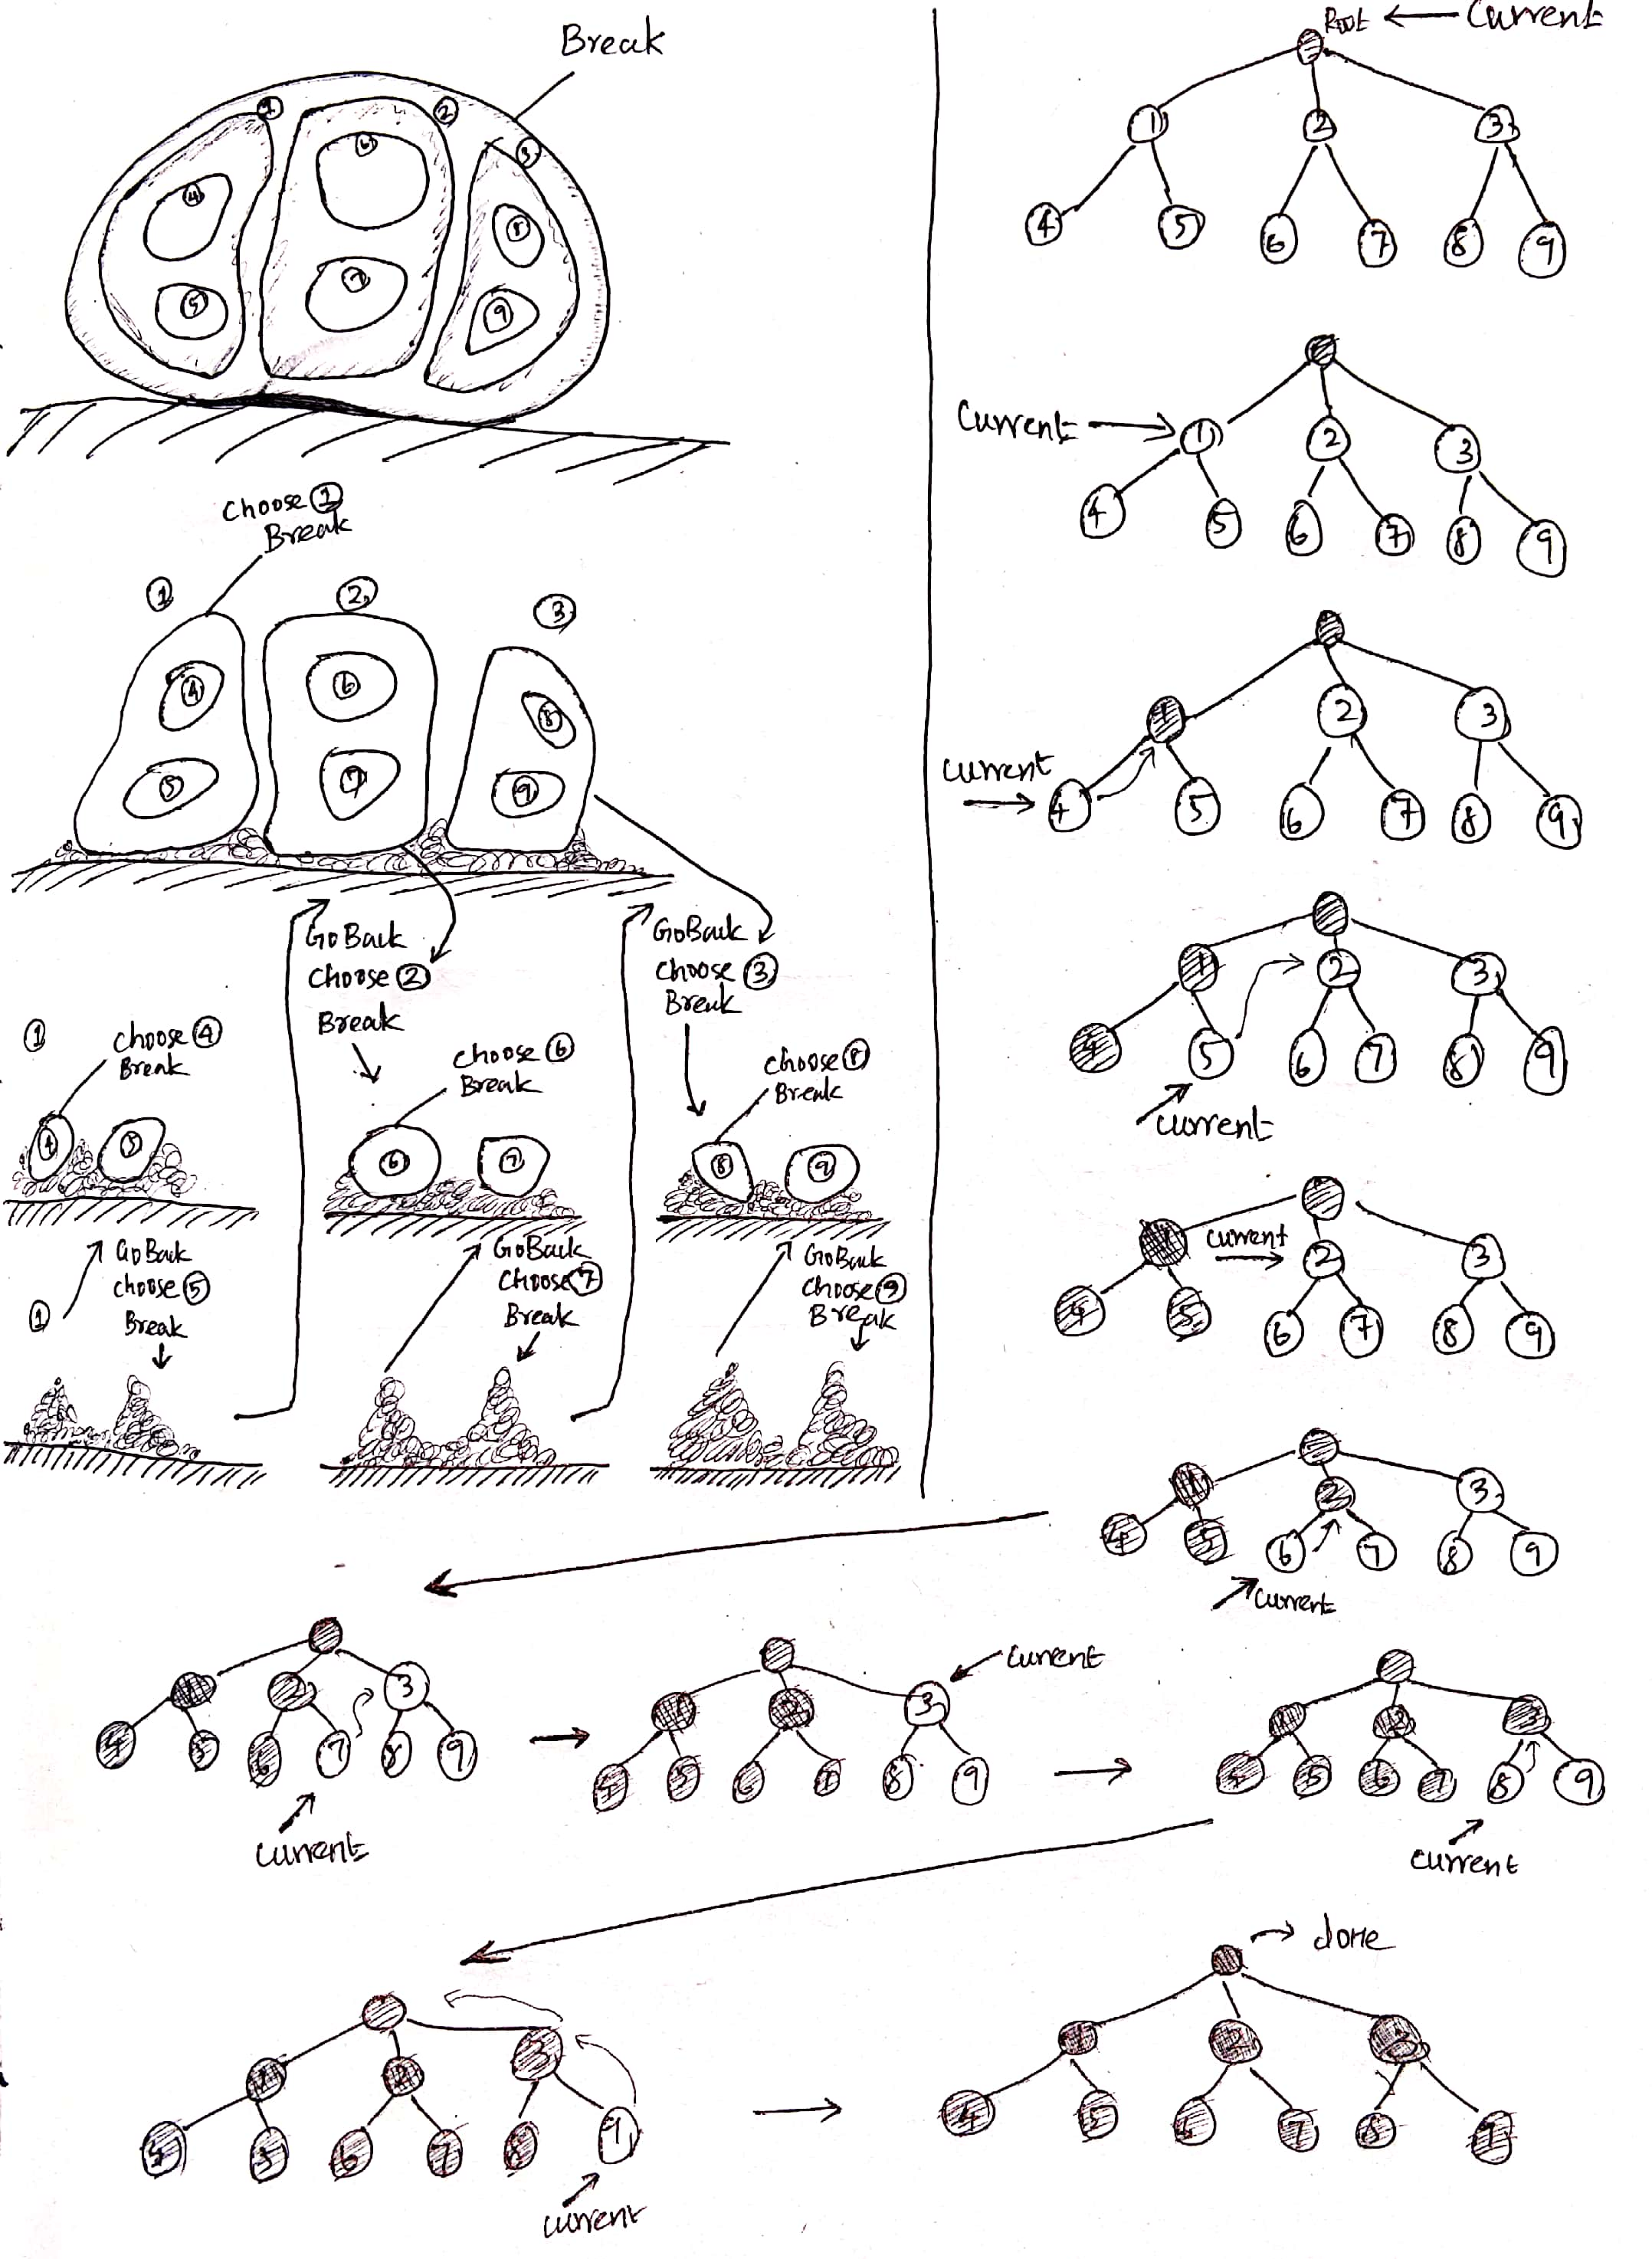 Break
1
2
3
4
6
5
7
8
9
Choose 1
Break
1
2
3
4
6
8
5
7
9
GoBack
Choose 2
Break
GoBack
Choose 3
Break
1
Choose 4
Break
Choose 6
Break
Choose 8
Break
4
5
6
7
8
9
1
GoBack
Choose 5
Break
GoBack
Choose 7
Break
GoBack
Choose 9
Break
Root ← Current
1 2 3
4 5 6 7 8 9
Current →
1 2 3
4 5 6 7 8 9
1 2 3
Current →
4 5 6 7 8 9
1 2 3
4 5 6 7 8 9
Current
1 Current → 2 3
4 5 6 7 8 9
1 2 3
4 5 6 7 8 9
Current
1 2 3
4 5 6 7 8 9
Current
Current
1 2 3
4 5 6 7 8 9
1 2 3
4 5 6 7 8 9
Current
1 2 3
4 5 6 7 8 9
Current
→ done
1 2 3
4 5 6 7 8 9